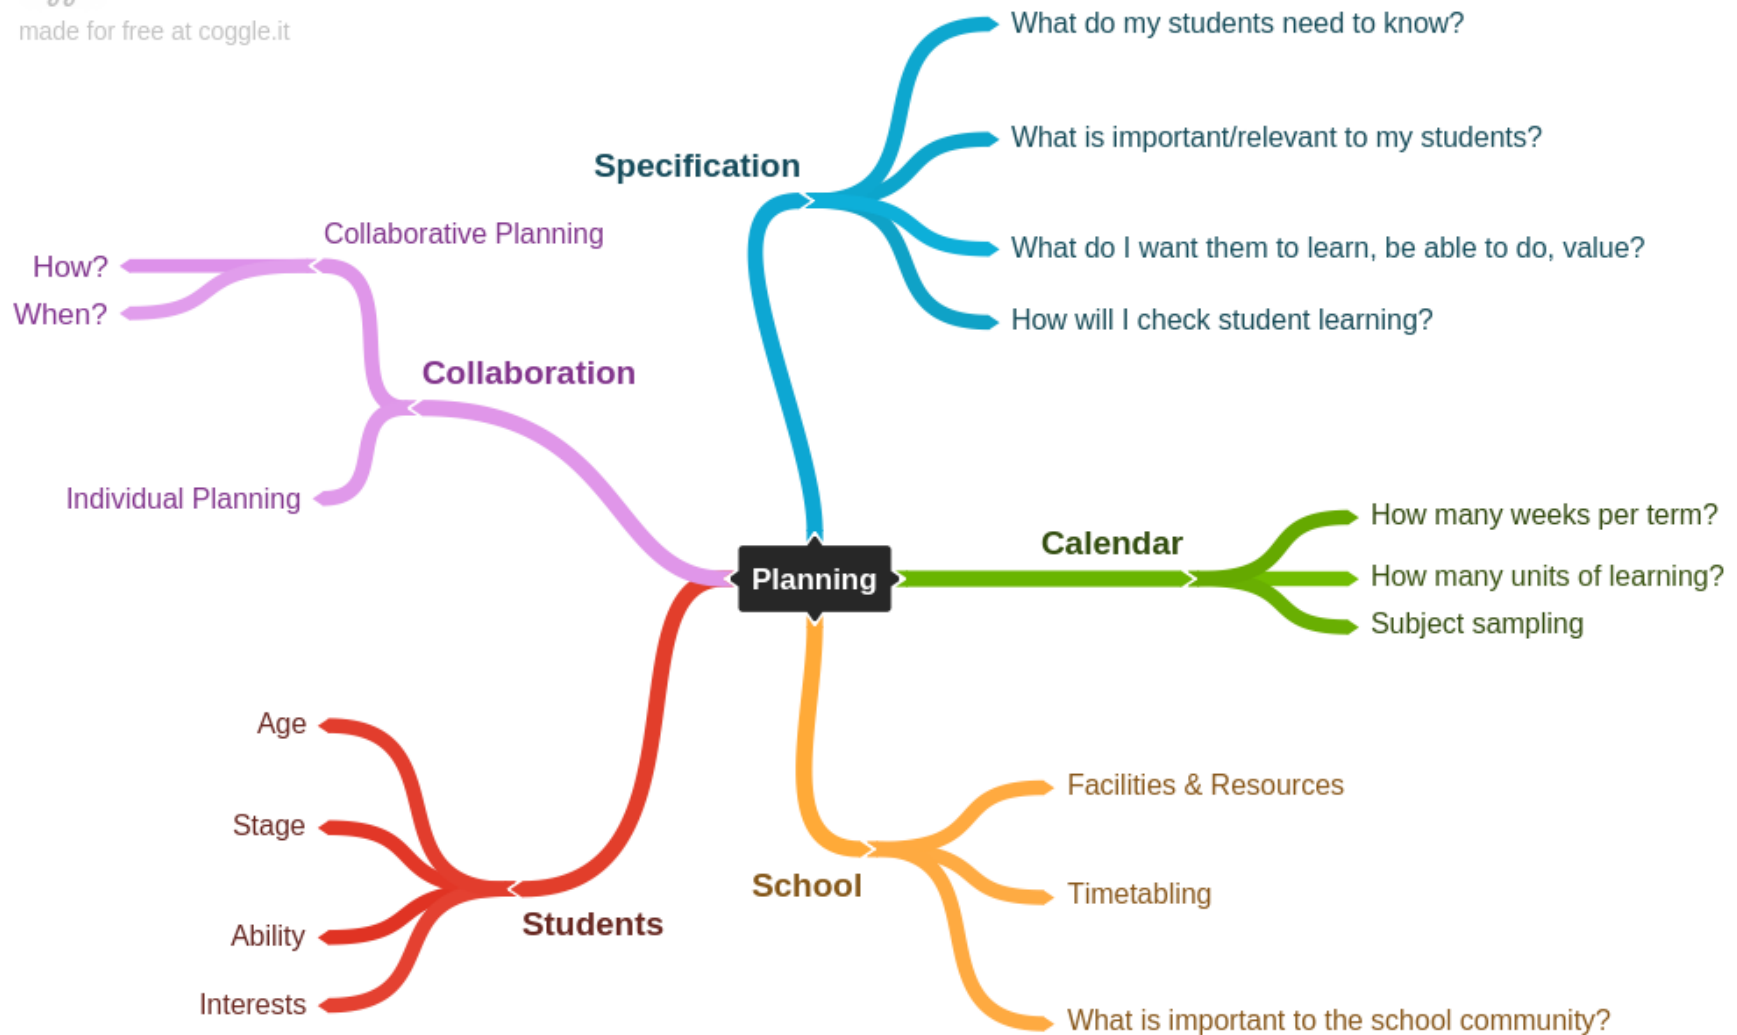 made for free at coggle.it
What do my students need to know?
What is important/relevant to my students?
Specification
What do I want them to learn, be able to do, value?
How will I check student learning?
Collaborative Planning
How?
When?
Collaboration
Individual Planning
Planning
Calendar
How many weeks per term?
How many units of learning?
Subject sampling
Age
Stage
Ability
Interests
Students
School
Facilities & Resources
Timetabling
What is important to the school community?